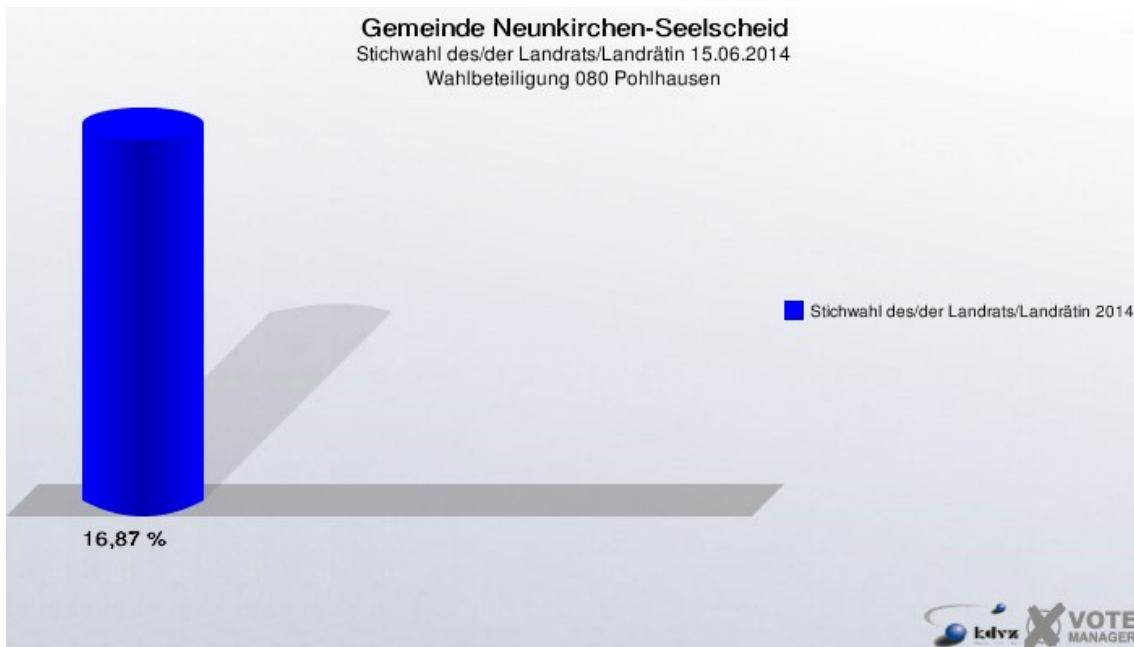 Gemeinde Neunkirchen-Seelscheid
Stichwahl des/der Landrats/Landrätin 15.06.2014
Wahlbeteiligung 080 Pohlhausen
Stichwahl des/der Landrats/Landrätin 2014
16,87 %
kdvz
VOTE
MANAGER